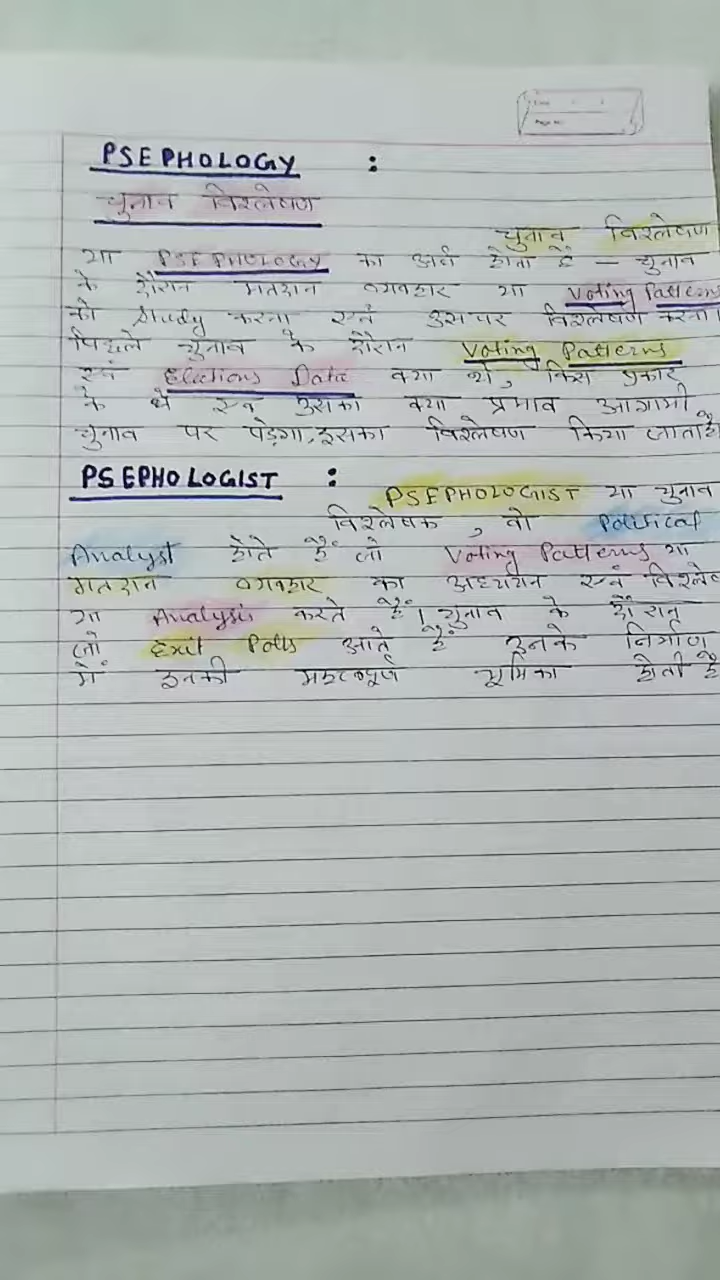 PSEPHOLOGY :
चुनाव विश्लेषण
चुनाव विश्लेषण
या PSEPHOLOGY का अर्थ होता है – चुनाव
के दौरान मतदान व्यवहार या Voting Patterns
को Study करना एवं उसपर विश्लेषण करना।
पिछले चुनाव के दौरान Voting Patterns
एवं Elections Data क्या थे, किस प्रकार
के थे एवं उसका क्या प्रभाव आगामी
चुनाव पर पड़ेगा, इसका विश्लेषण किया जाता है
PSEPHOLOGIST :
PSEPHOLOGIST या चुनाव
विश्लेषक, वो Political
Analyst होते हैं जो Voting Patterns या
मतदान व्यवहार का अध्ययन एवं विश्ले
या Analysis करते हैं। चुनाव के दौरान
जो Exit Polls आते हैं उनके निर्माण
में इनकी महत्वपूर्ण भूमिका होती है